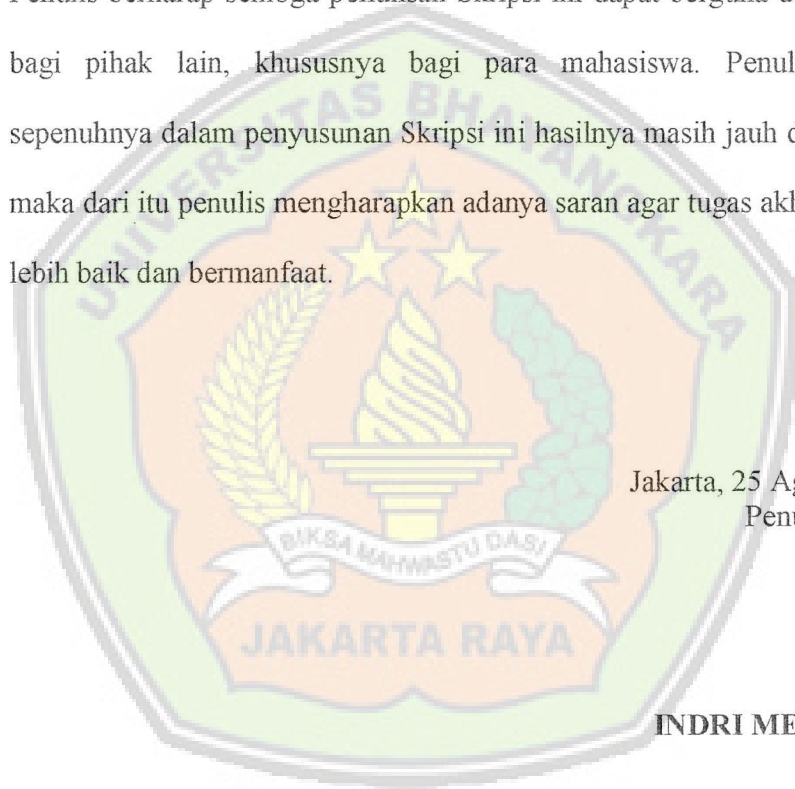 bagi pihak lain, khususnya bagi para mahasiswa. Penul
sepenuhnya dalam penyusunan Skripsi ini hasilnya masih jauh d
maka dari itu penulis mengharapkan adanya saran agar tugas akh
lebih baik dan bermanfaat.
UNIVERSITAS BHAYANGKARA
Jakarta, 25 Ag
Penu
BIKSA MAHWASTU DASI
JAKARTA RAYA
INDRI ME